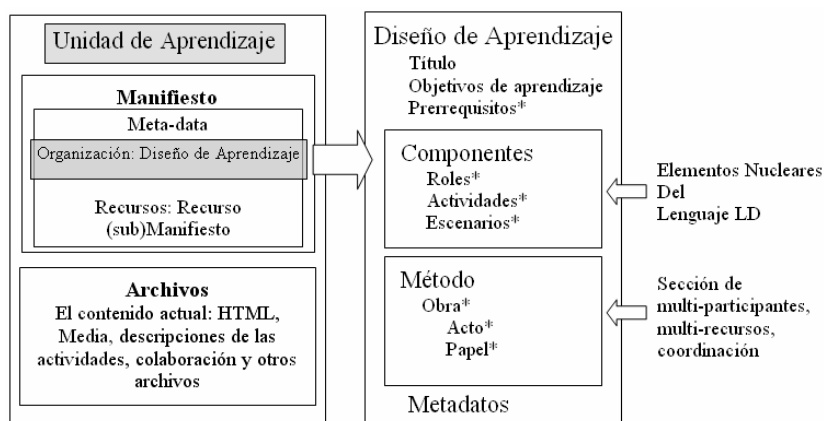 Unidad de Aprendizaje
Manifiesto
Meta-data
Organización: Diseño de Aprendizaje
Recursos: Recurso
(sub)Manifiesto
Archivos
El contenido actual: HTML,
Media, descripciones de las
actividades, colaboración y otros
archivos
Diseño de Aprendizaje
Título
Objetivos de aprendizaje
Prerrequisitos*
Componentes
Roles*
Actividades*
Escenarios*
Método
Obra*
Acto*
Papel*
Metadatos
Elementos Nucleares
Del
Lenguaje LD
Sección de
multi-participantes,
multi-recursos,
coordinación